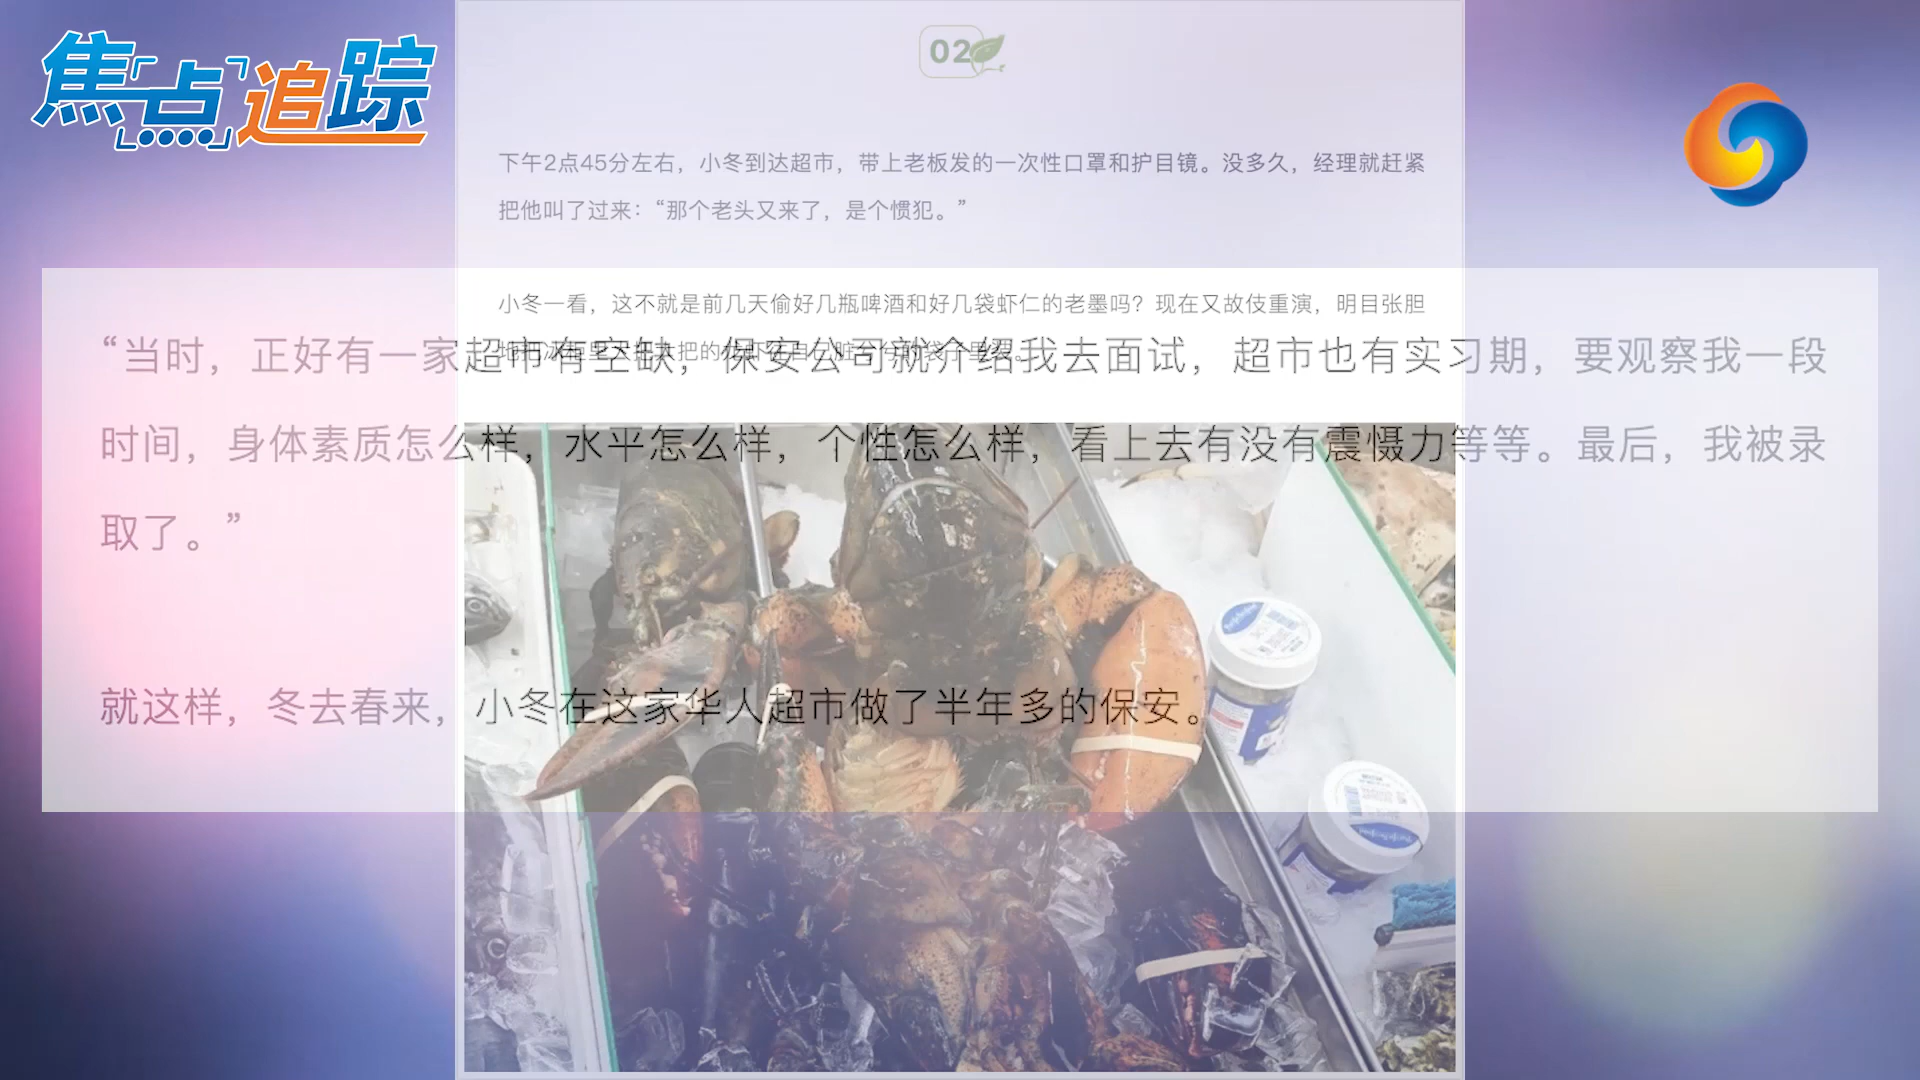 焦点追踪
02
下午2点45分左右，小冬到达超市，带上老板发的一次性口罩和护目镜。没多久，经理就赶紧
把他叫了过来：“那个老头又来了，是个惯犯。”
小冬一看，这不就是前几天偷好几瓶啤酒和好几袋虾仁的老墨吗？现在又故伎重演，明目张胆
“当时，正好有一家超市有空缺，保安公司就介绍我去面试，超市也有实习期，要观察我一段
时间，身体素质怎么样，水平怎么样，个性怎么样，看上去有没有震慑力等等。最后，我被录
取了。”
就这样，冬去春来，小冬在这家华人超市做了半年多的保安。